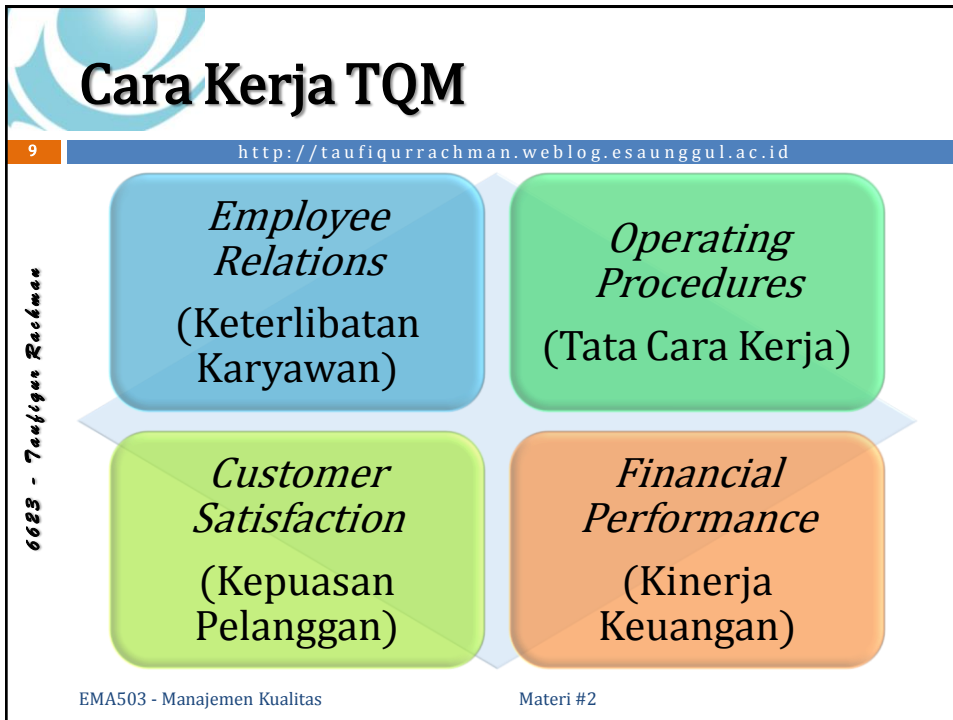 Cara Kerja TQM
9
http://taufiqurrachman.weblog.esaunggul.ac.id
6623 - Taufiqur Rachman
Employee
Relations
(Keterlibatan
Karyawan)
Operating
Procedures
(Tata Cara Kerja)
Customer
Satisfaction
(Kepuasan
Pelanggan)
Financial
Performance
(Kinerja
Keuangan)
EMA503 - Manajemen Kualitas
Materi #2